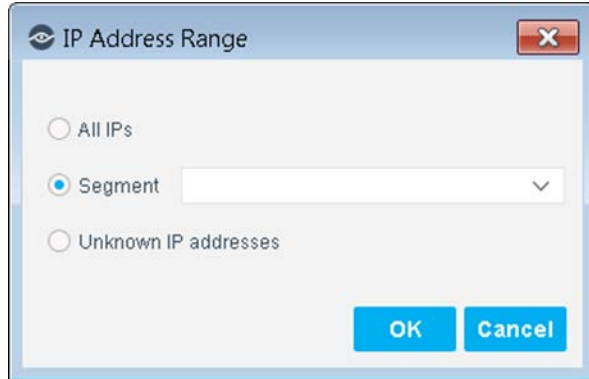 IP Address Range
All IPs
Segment
Unknown IP addresses
OK Cancel